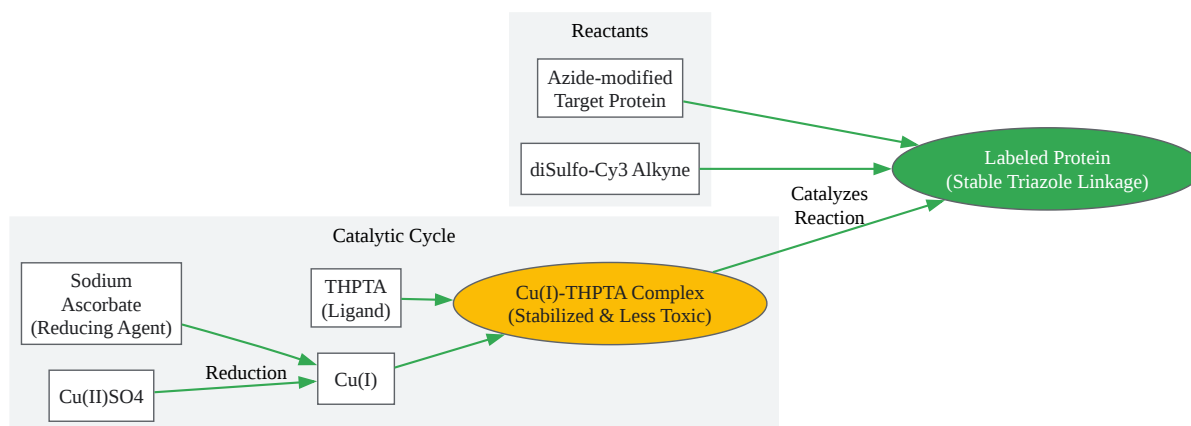 Reactants
Azide-modified
Target Protein
diSulfo-Cy3 Alkyne
Labeled Protein
(Stable Triazole Linkage)
Catalyzes
Reaction
Catalytic Cycle
Sodium
Ascorbate
(Reducing Agent)
THPTA
(Ligand)
Cu(I)-THPTA Complex
(Stabilized & Less Toxic)
Reduction
Cu(I)
Cu(II)SO4